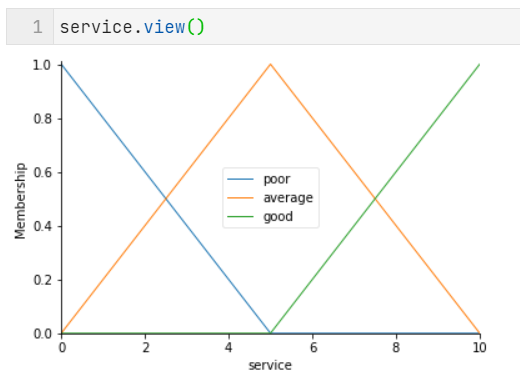 1 service.view()
1.0
0.8
0.6
0.4
0.2
0.0
Membership
poor
average
good
0 2 4 6 8 10
service